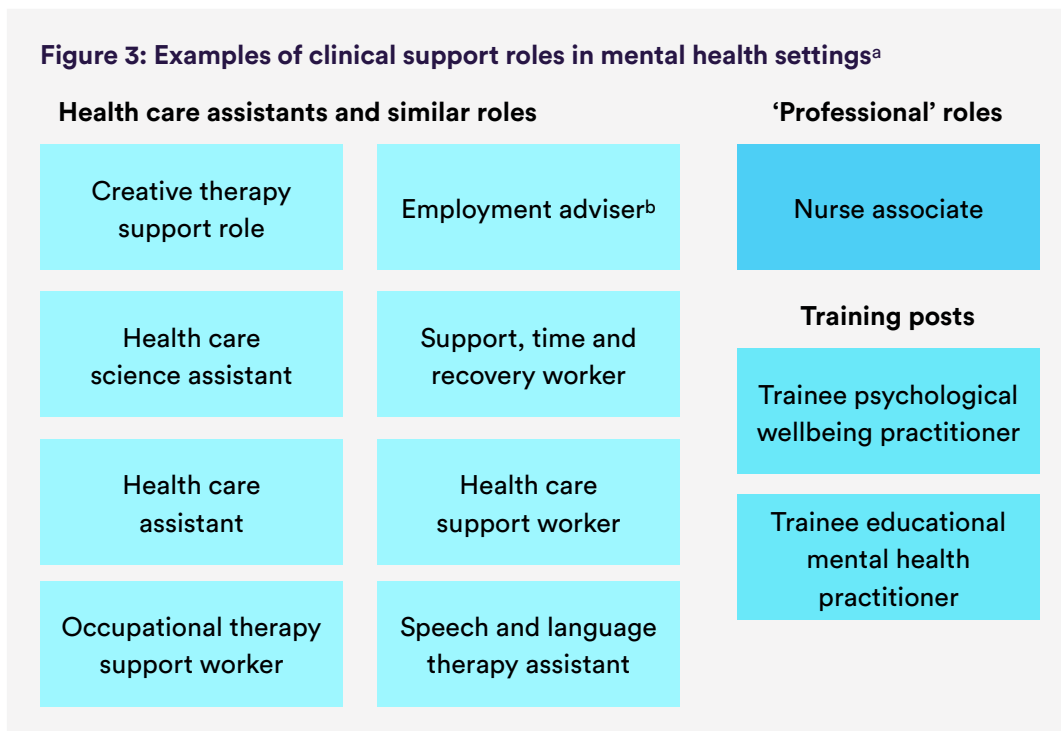 Figure 3: Examples of clinical support roles in mental health settingsᵃ
Health care assistants and similar roles
Creative therapy
support role
Employment adviserᵇ
Health care
science assistant
Support, time and
recovery worker
Health care
assistant
Health care
support worker
Occupational therapy
support worker
Speech and language
therapy assistant
‘Professional’ roles
Nurse associate
Training posts
Trainee psychological
wellbeing practitioner
Trainee educational
mental health
practitioner